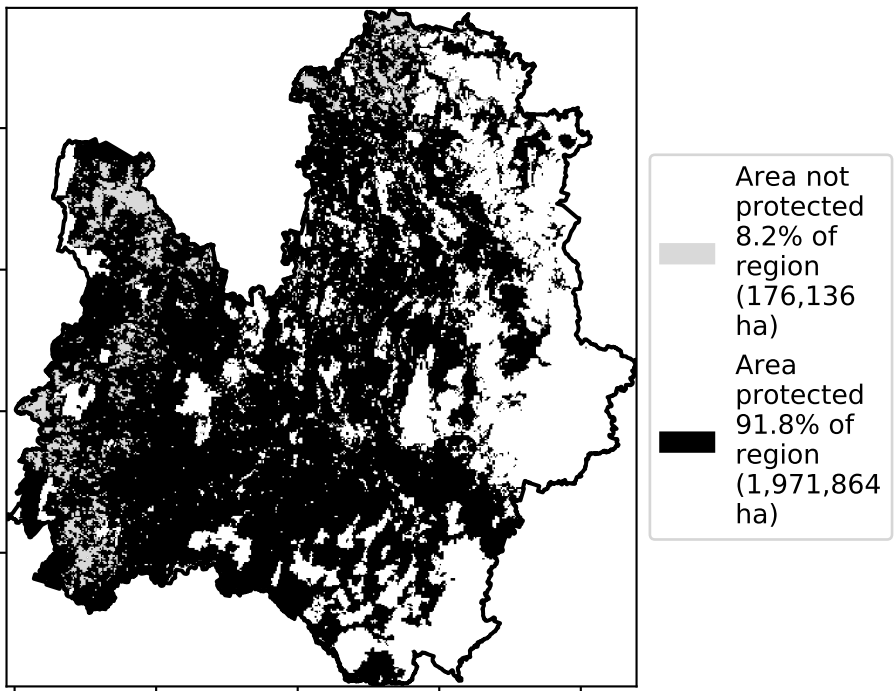 Area not
protected
8.2% of
region
(176,136
ha)
Area
protected
91.8% of
region
(1,971,864
ha)